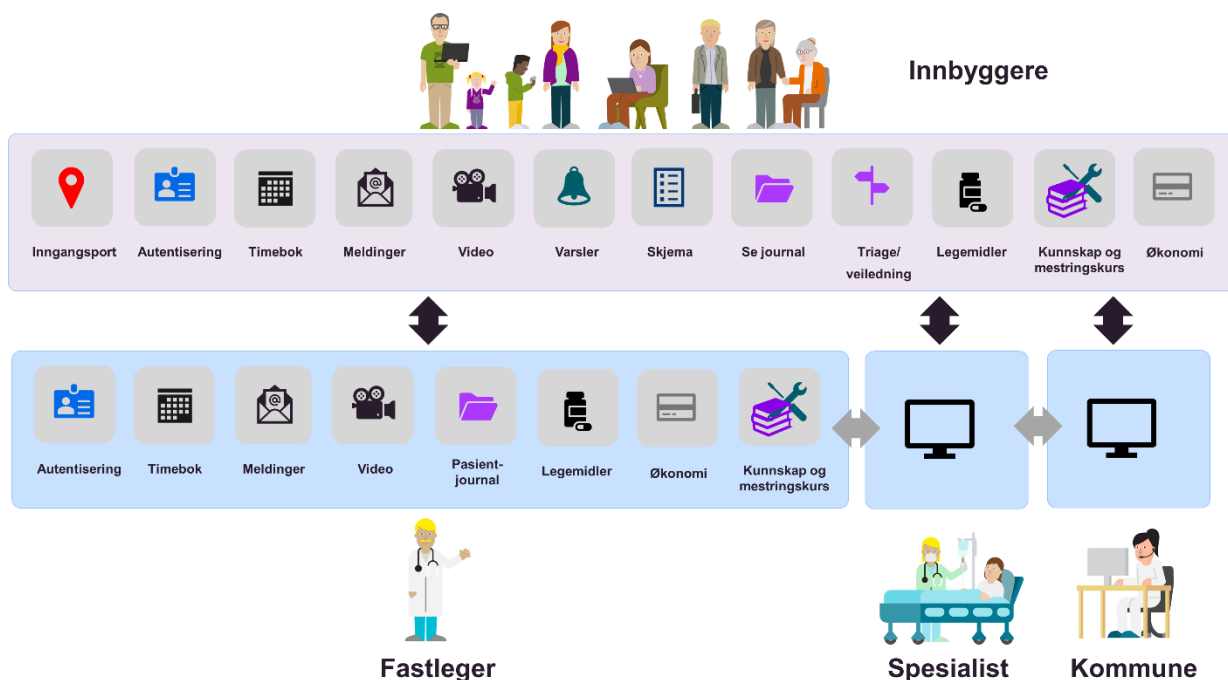 Innbyggere
Inngangsport
Autentisering
Timebok
Meldinger
Video
Varsler
Skjema
Se journal
Triage/
veiledning
Legemidler
Kunnskap og
mestringskurs
Økonomi
Autentisering
Timebok
Meldinger
Video
Pasient-
journal
Legemidler
Økonomi
Kunnskap og
mestringskurs
Fastleger
Spesialist
Kommune